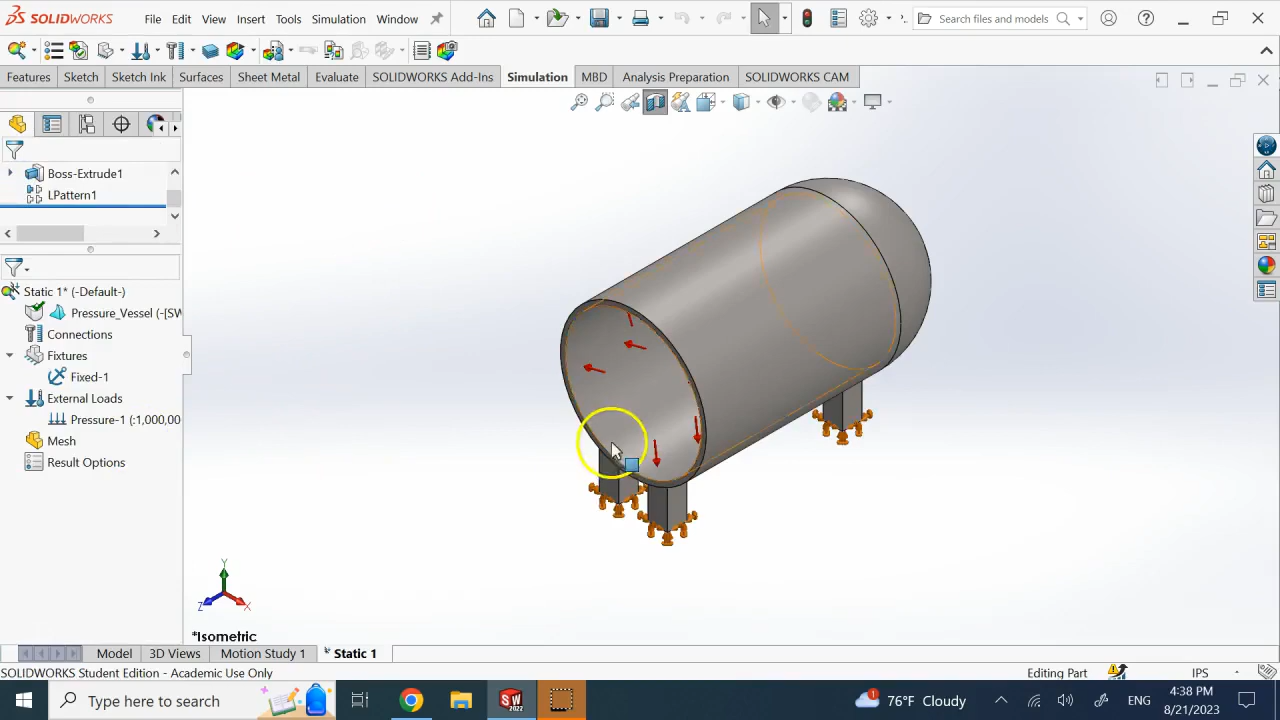 SOLIDWORKS File Edit View Insert Tools Simulation Window Search files and models
Features Sketch Sketch Ink Surfaces Sheet Metal Evaluate SOLIDWORKS Add-Ins Simulation MBD Analysis Preparation SOLIDWORKS CAM
Boss-Extrude1
LPattern1
Static 1* (-Default-)
Pressure_Vessel (-[SW
Connections
Fixtures
Fixed-1
External Loads
Pressure-1 (:1,000,00
Mesh
Result Options
Y
Z
X
*Isometric
Model 3D Views Motion Study 1 Static 1
SOLIDWORKS Student Edition - Academic Use Only Editing Part IPS
Type here to search SW 2022 1 76°F Cloudy ENG 4:38 PM
8/21/2023